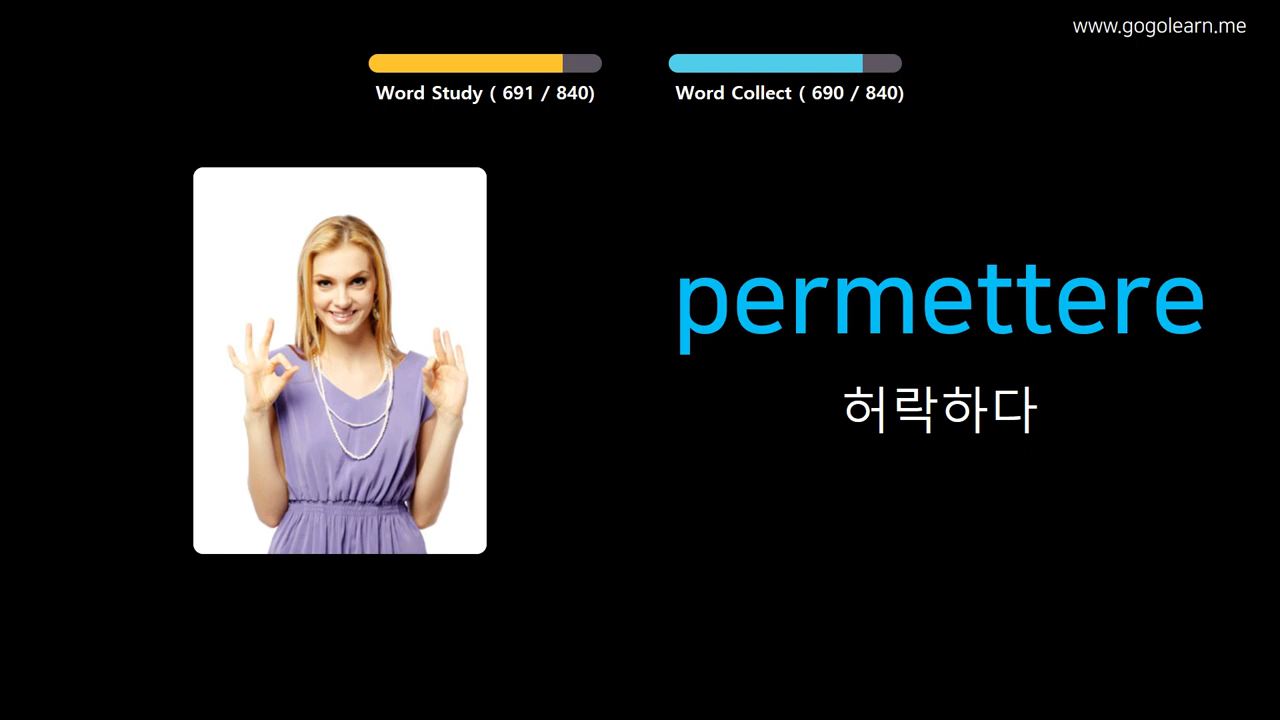 www.gogolearn.me
Word Study ( 691 / 840)
Word Collect ( 690 / 840)
permettere
허락하다